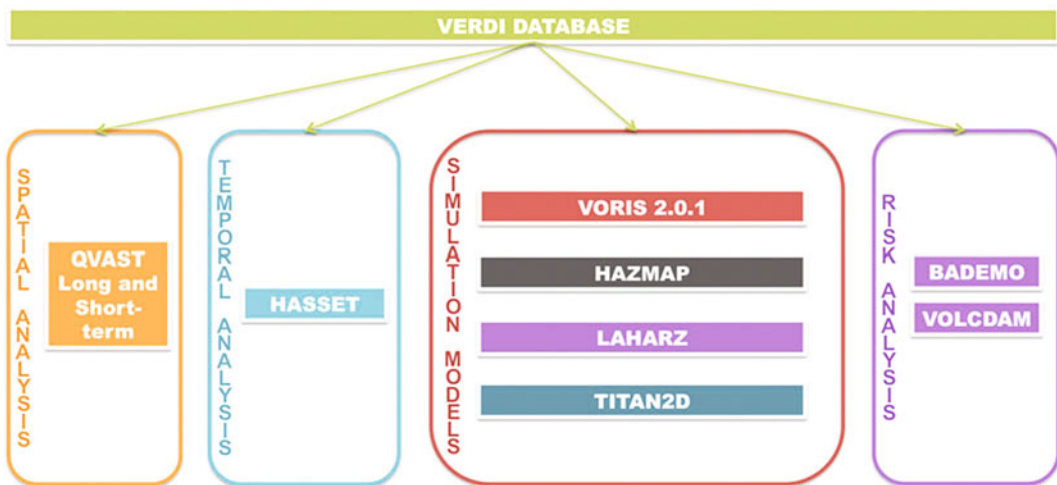 VERDI DATABASE
SPATIAL ANALYSIS
QVAST
Long and
Short-
term
TEMPORAL ANALYSIS
HASSET
SIMULATION MODELS
VORIS 2.0.1
HAZMAP
LAHARZ
TITAN2D
RISK ANALYSIS
BADEMO
VOLCDAM